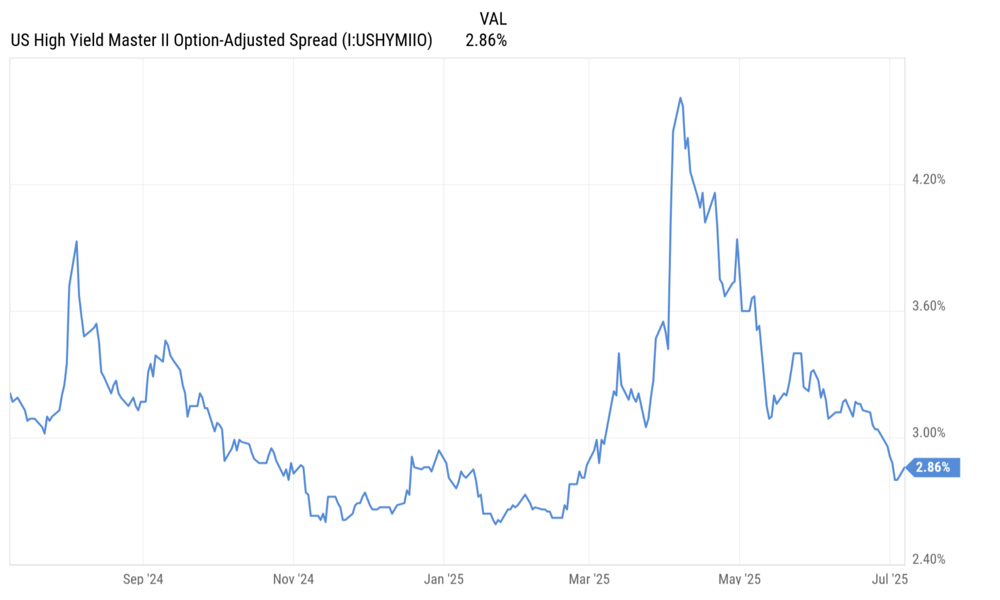 VAL
US High Yield Master II Option-Adjusted Spread (I:USHYMIIO) 2.86%
4.20%
3.60%
3.00%
2.86%
2.40%
Sep '24 Nov '24 Jan '25 Mar '25 May '25 Jul '25